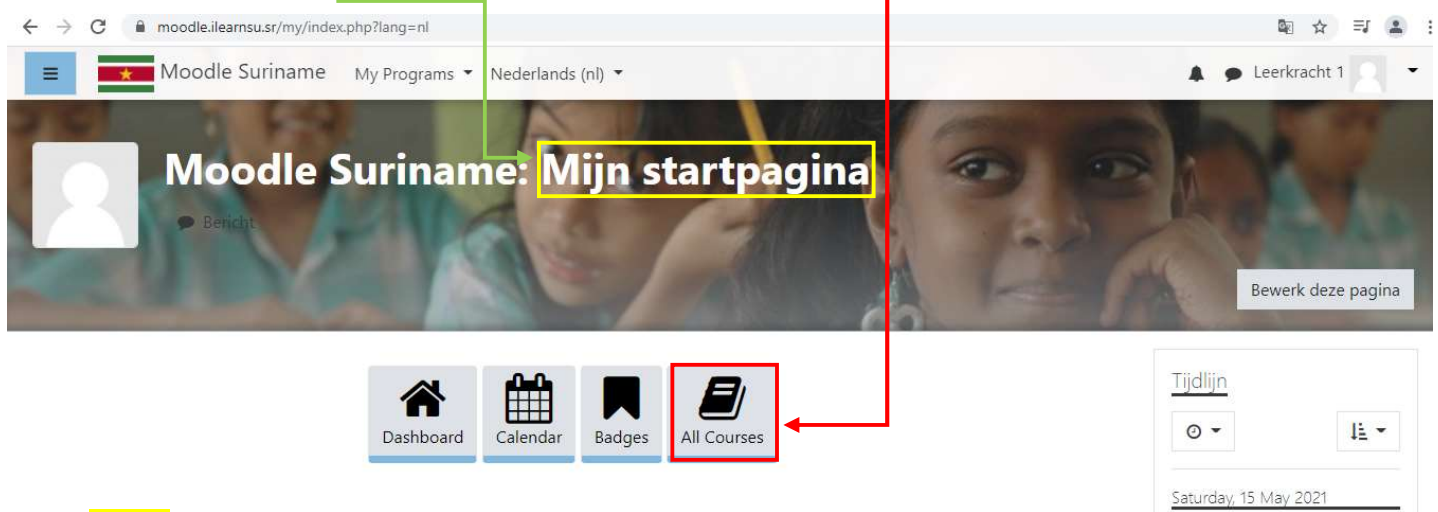 moodle.ilearnsu.sr/my/index.php?lang=nl
Moodle Suriname My Programs Nederlands (nl) Leerkracht 1
Moodle Suriname: Mijn startpagina
Bericht
Bewerk deze pagina
Dashboard Calendar Badges All Courses
Tijdlijn
Saturday, 15 May 2021